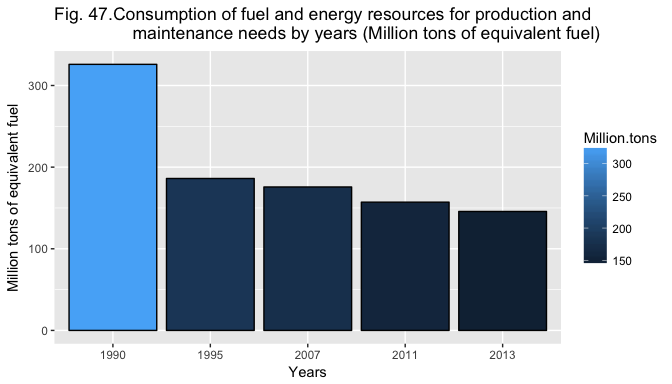 Fig. 47.Consumption of fuel and energy resources for production and
maintenance needs by years (Million tons of equivalent fuel)
Million tons of equivalent fuel
300
200
100
0
1990 1995 2007 2011 2013
Years
Million.tons
300
250
200
150